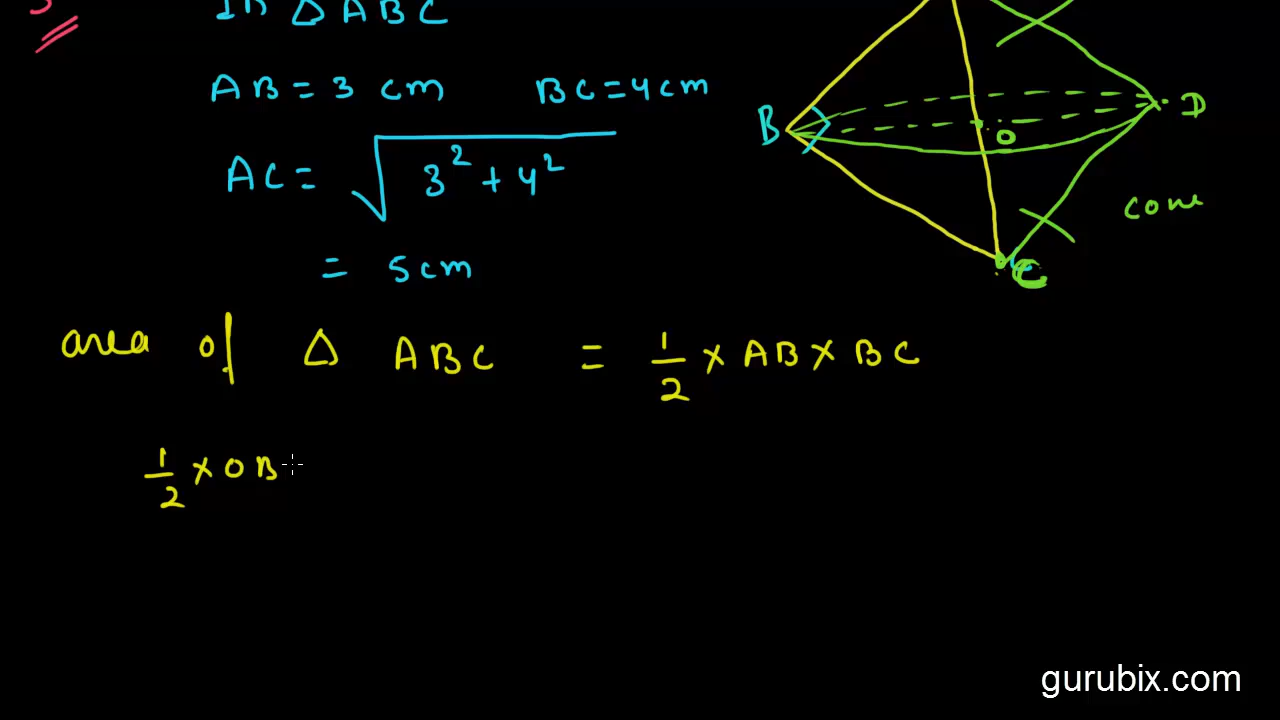 In △ ABC
AB = 3 cm BC = 4 cm
AC = √3² + 4²
= 5 cm
area of △ ABC = 1/2 × AB × BC
1/2 × OB
B
O
D
cone
C
gurubix.com